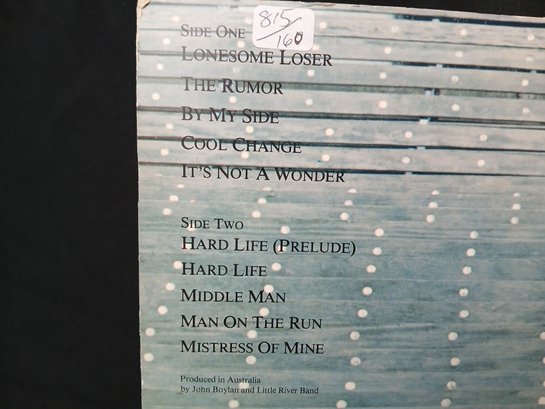 815/160
SIDE ONE
LONESOME LOSER
THE RUMOR
BY MY SIDE
COOL CHANGE
IT'S NOT A WONDER
SIDE TWO
HARD LIFE (PRELUDE)
HARD LIFE
MIDDLE MAN
MAN ON THE RUN
MISTRESS OF MINE
Produced in Australia
by John Boylan and Little River Band